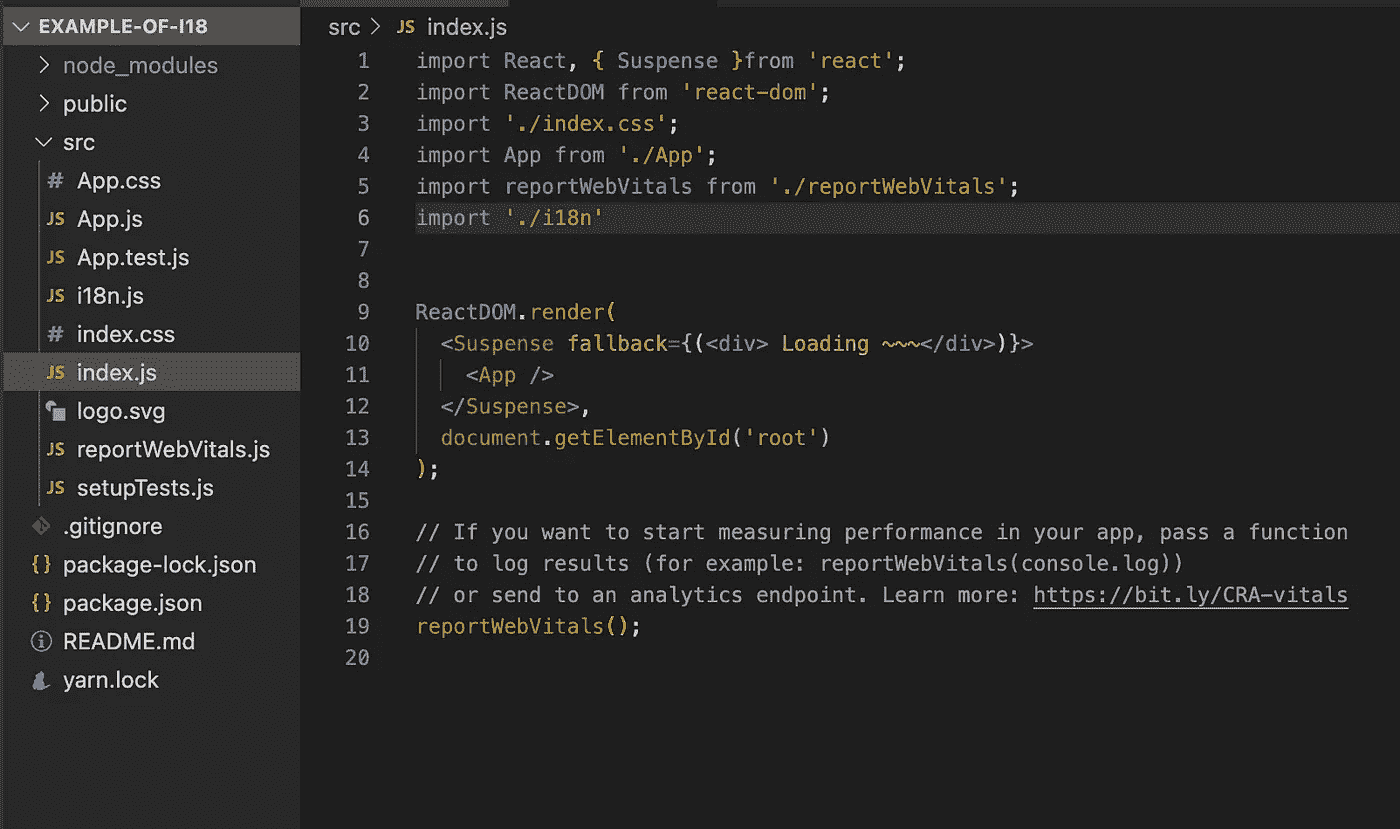 EXAMPLE-OF-I18
node_modules
public
src
# App.css
JS App.js
JS App.test.js
JS i18n.js
# index.css
JS index.js
logo.svg
JS reportWebVitals.js
JS setupTests.js
.gitignore
{} package-lock.json
{} package.json
README.md
yarn.lock
src > JS index.js
1 import React, { Suspense }from 'react';
2 import ReactDOM from 'react-dom';
3 import './index.css';
4 import App from './App';
5 import reportWebVitals from './reportWebVitals';
6 import './i18n'
7
8
9 ReactDOM.render(
10 <Suspense fallback={(<div> Loading ~~~</div>)}>
11 <App />
12 </Suspense>,
13 document.getElementById('root')
14 );
15
16 // If you want to start measuring performance in your app, pass a function
17 // to log results (for example: reportWebVitals(console.log))
18 // or send to an analytics endpoint. Learn more: https://bit.ly/CRA-vitals
19 reportWebVitals();
20